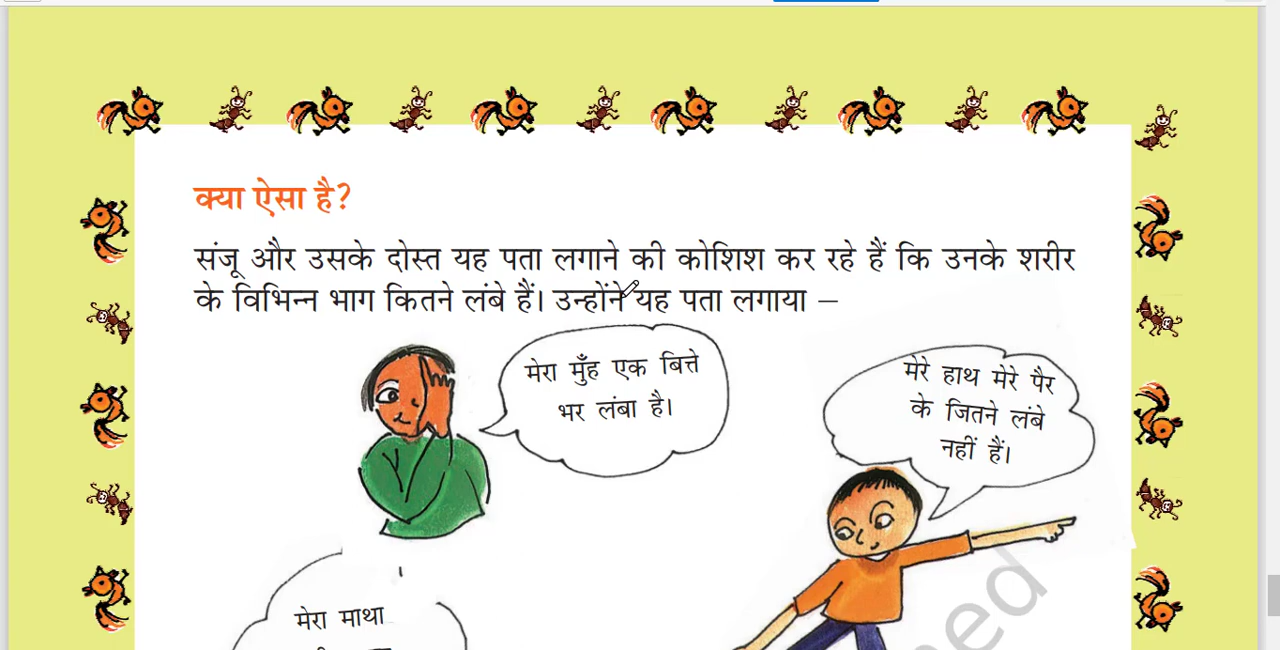 क्या ऐसा है?
संजू और उसके दोस्त यह पता लगाने की कोशिश कर रहे हैं कि उनके शरीर
के विभिन्न भाग कितने लंबे हैं। उन्होंने यह पता लगाया –
मेरा मुँह एक बित्ते
भर लंबा है।
मेरे हाथ मेरे पैर
के जितने लंबे
नहीं हैं।
मेरा माथा